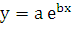 y = a e^bx